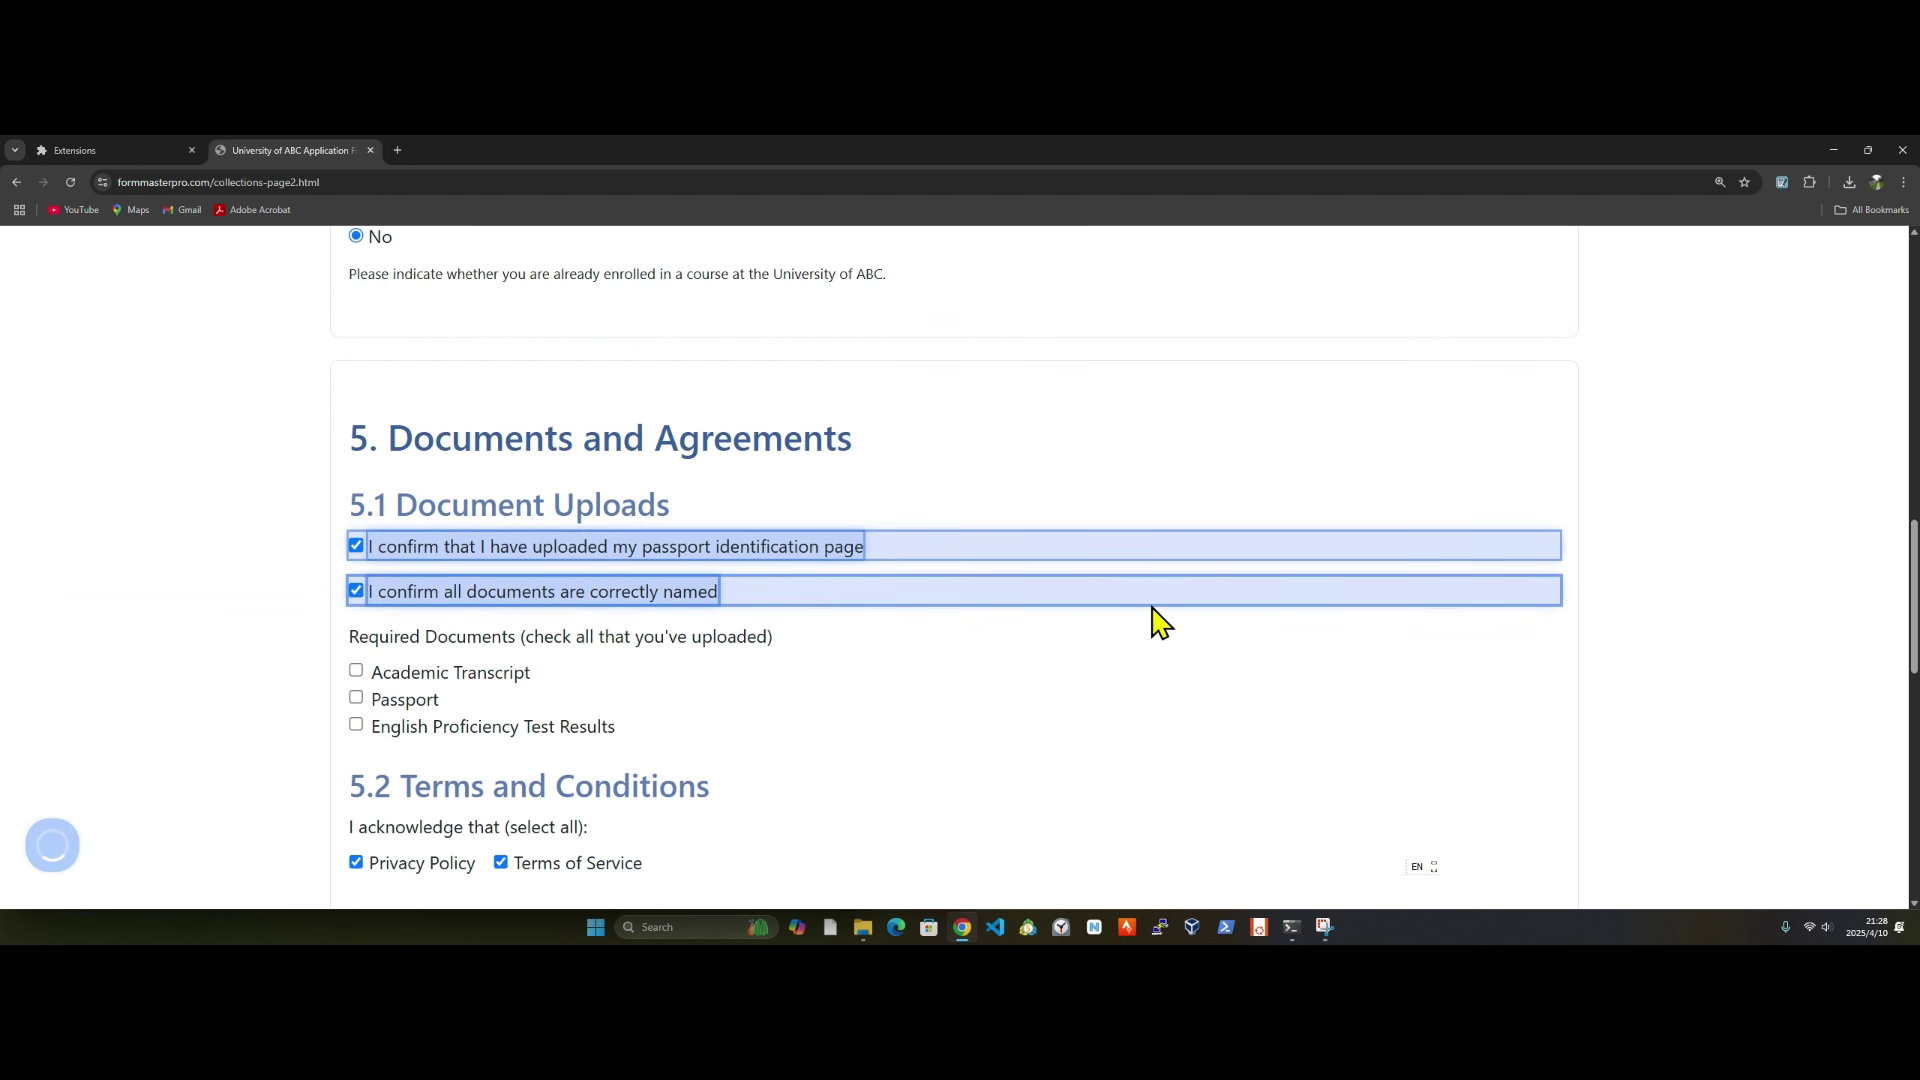 Extensions
University of ABC Application F
formmasterpro.com/collections-page2.html
YouTube
Maps
Gmail
Adobe Acrobat
All Bookmarks
No
Please indicate whether you are already enrolled in a course at the University of ABC.
5. Documents and Agreements
5.1 Document Uploads
I confirm that I have uploaded my passport identification page
I confirm all documents are correctly named
Required Documents (check all that you've uploaded)
Academic Transcript
Passport
English Proficiency Test Results
5.2 Terms and Conditions
I acknowledge that (select all):
Privacy Policy Terms of Service
EN
Search
21:28
2025/4/10